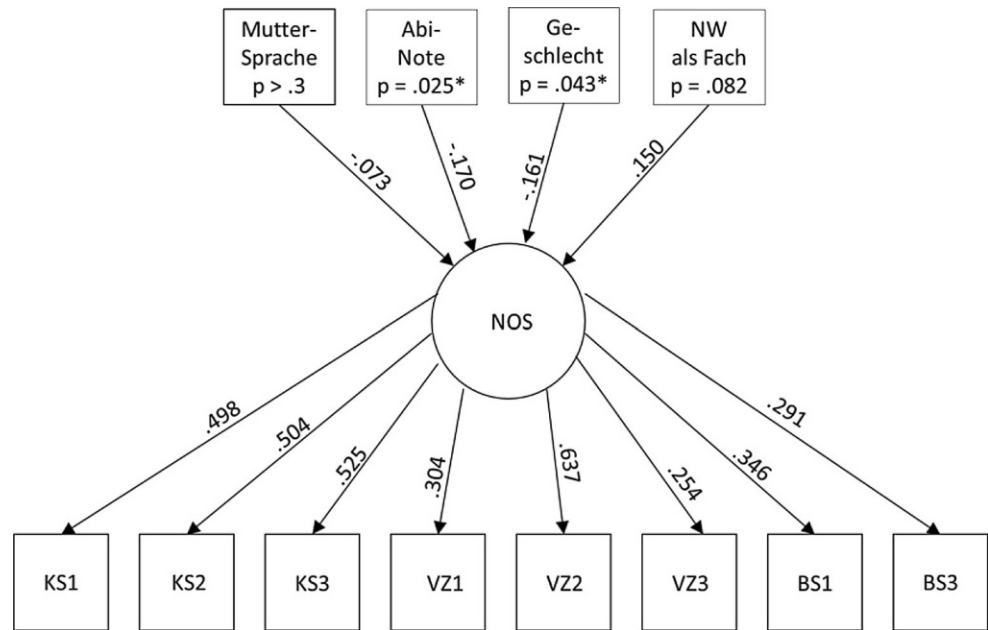 Mutter-
Sprache
p > .3
Abi-
Note
p = .025*
Ge-
schlecht
p = .043*
NW
als Fach
p = .082
-.073
-.170
-.161
.150
NOS
.498
.504
.525
.304
.637
.254
.346
.291
KS1
KS2
KS3
VZ1
VZ2
VZ3
BS1
BS3